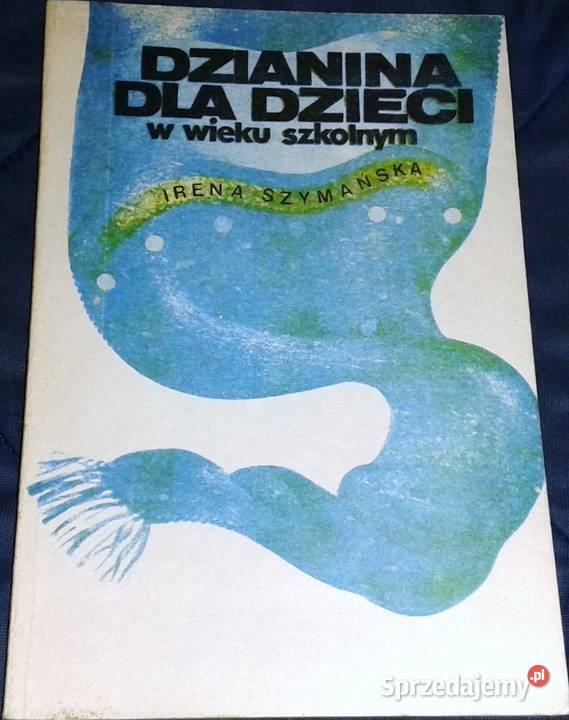 DZIANINA
DLA DZIECI
w wieku szkolnym
IRENA SZYMAŃSKA
Sprzedajemy.pl